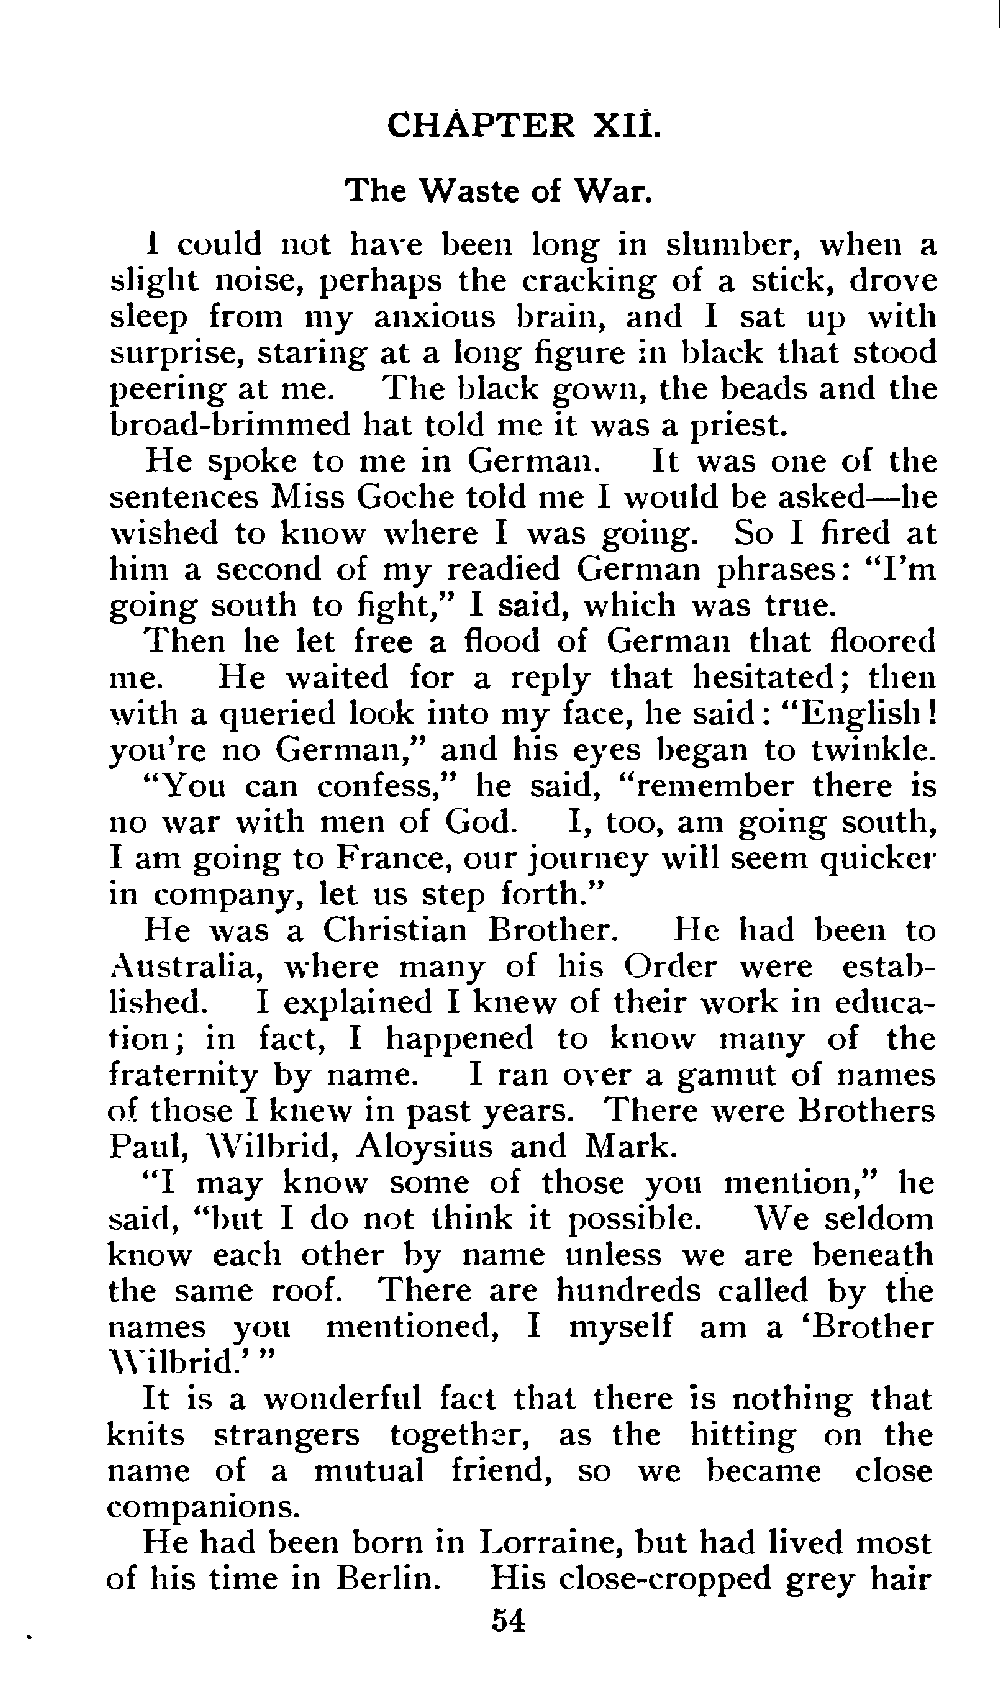 CHAPTER XII.
The Waste of War.
I could not have been long in slumber, when a
slight noise, perhaps the cracking of a stick, drove
sleep from my anxious brain, and I sat up with
surprise, staring at a long figure in black that stood
peering at me. The black gown, the beads and the
broad-brimmed hat told me it was a priest.
He spoke to me in German. It was one of the
sentences Miss Goche told me I would be asked—he
wished to know where I was going. So I fired at
him a second of my readied German phrases: "I'm
going south to fight," I said, which was true.
Then he let free a flood of German that floored
me. He waited for a reply that hesitated; then
with a queried look into my face, he said: "English!
you're no German," and his eyes began to twinkle.
"You can confess," he said, "remember there is
no war with men of God. I, too, am going south,
I am going to France, our journey will seem quicker
in company, let us step forth."
He was a Christian Brother. He had been to
Australia, where many of his Order were estab-
lished. I explained I knew of their work in educa-
tion; in fact, I happened to know many of the
fraternity by name. I ran over a gamut of names
of those I knew in past years. There were Brothers
Paul, Wilbrid, Aloysius and Mark.
"I may know some of those you mention," he
said, "but I do not think it possible. We seldom
know each other by name unless we are beneath
the same roof. There are hundreds called by the
names you mentioned, I myself am a 'Brother
Wilbrid.' "
It is a wonderful fact that there is nothing that
knits strangers together, as the hitting on the
name of a mutual friend, so we became close
companions.
He had been born in Lorraine, but had lived most
of his time in Berlin. His close-cropped grey hair
54